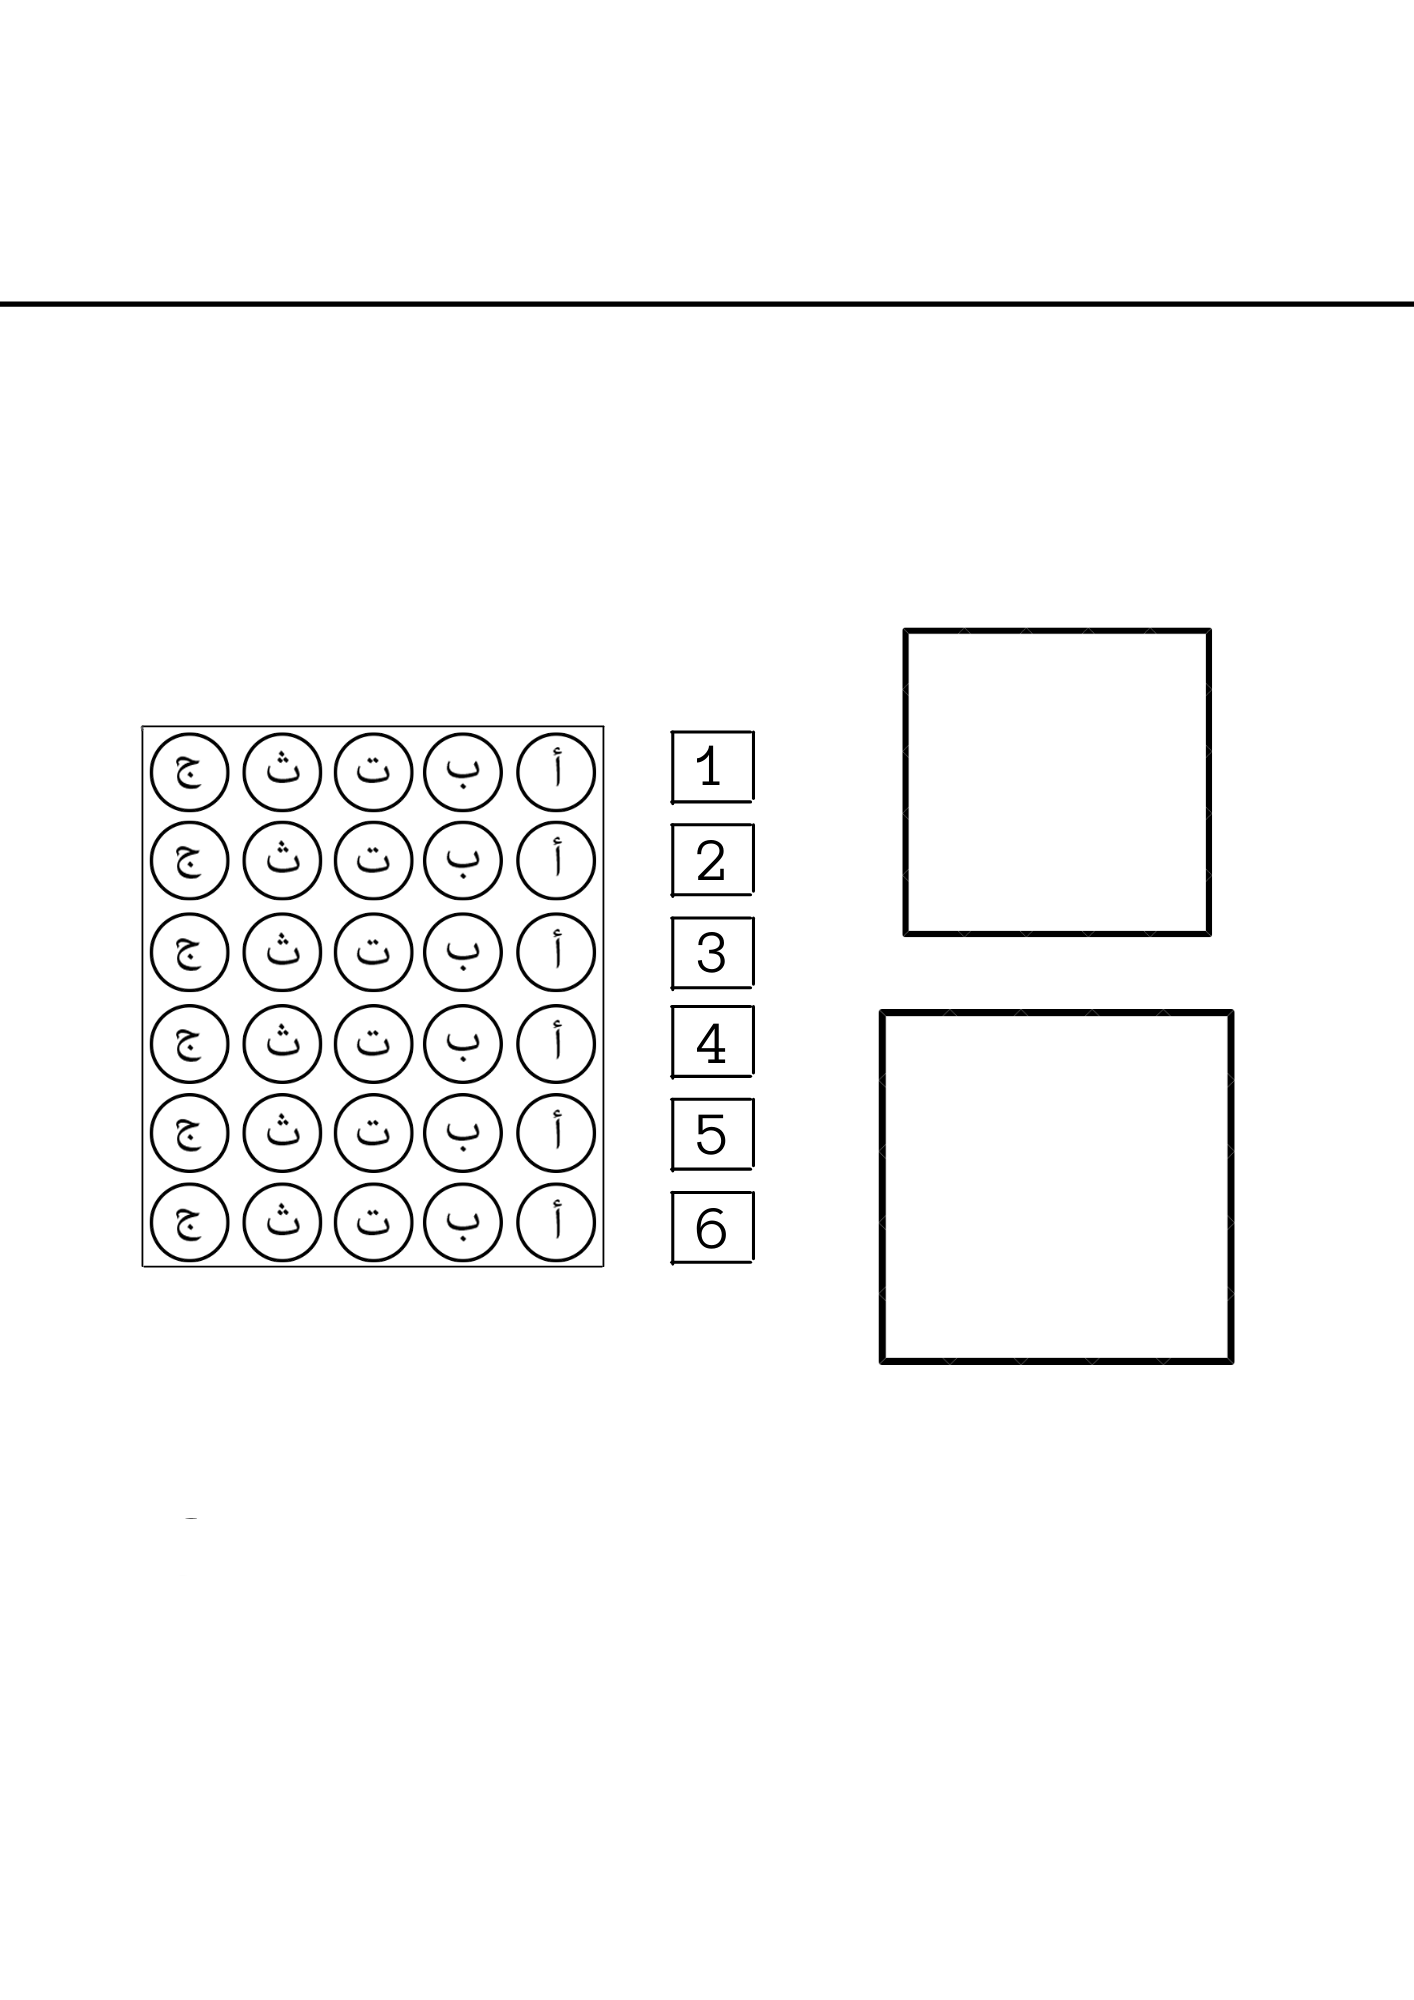 1 أ ب ت ث ج
2 أ ب ت ث ج
3 أ ب ت ث ج
4 أ ب ت ث ج
5 أ ب ت ث ج
6 أ ب ت ث ج